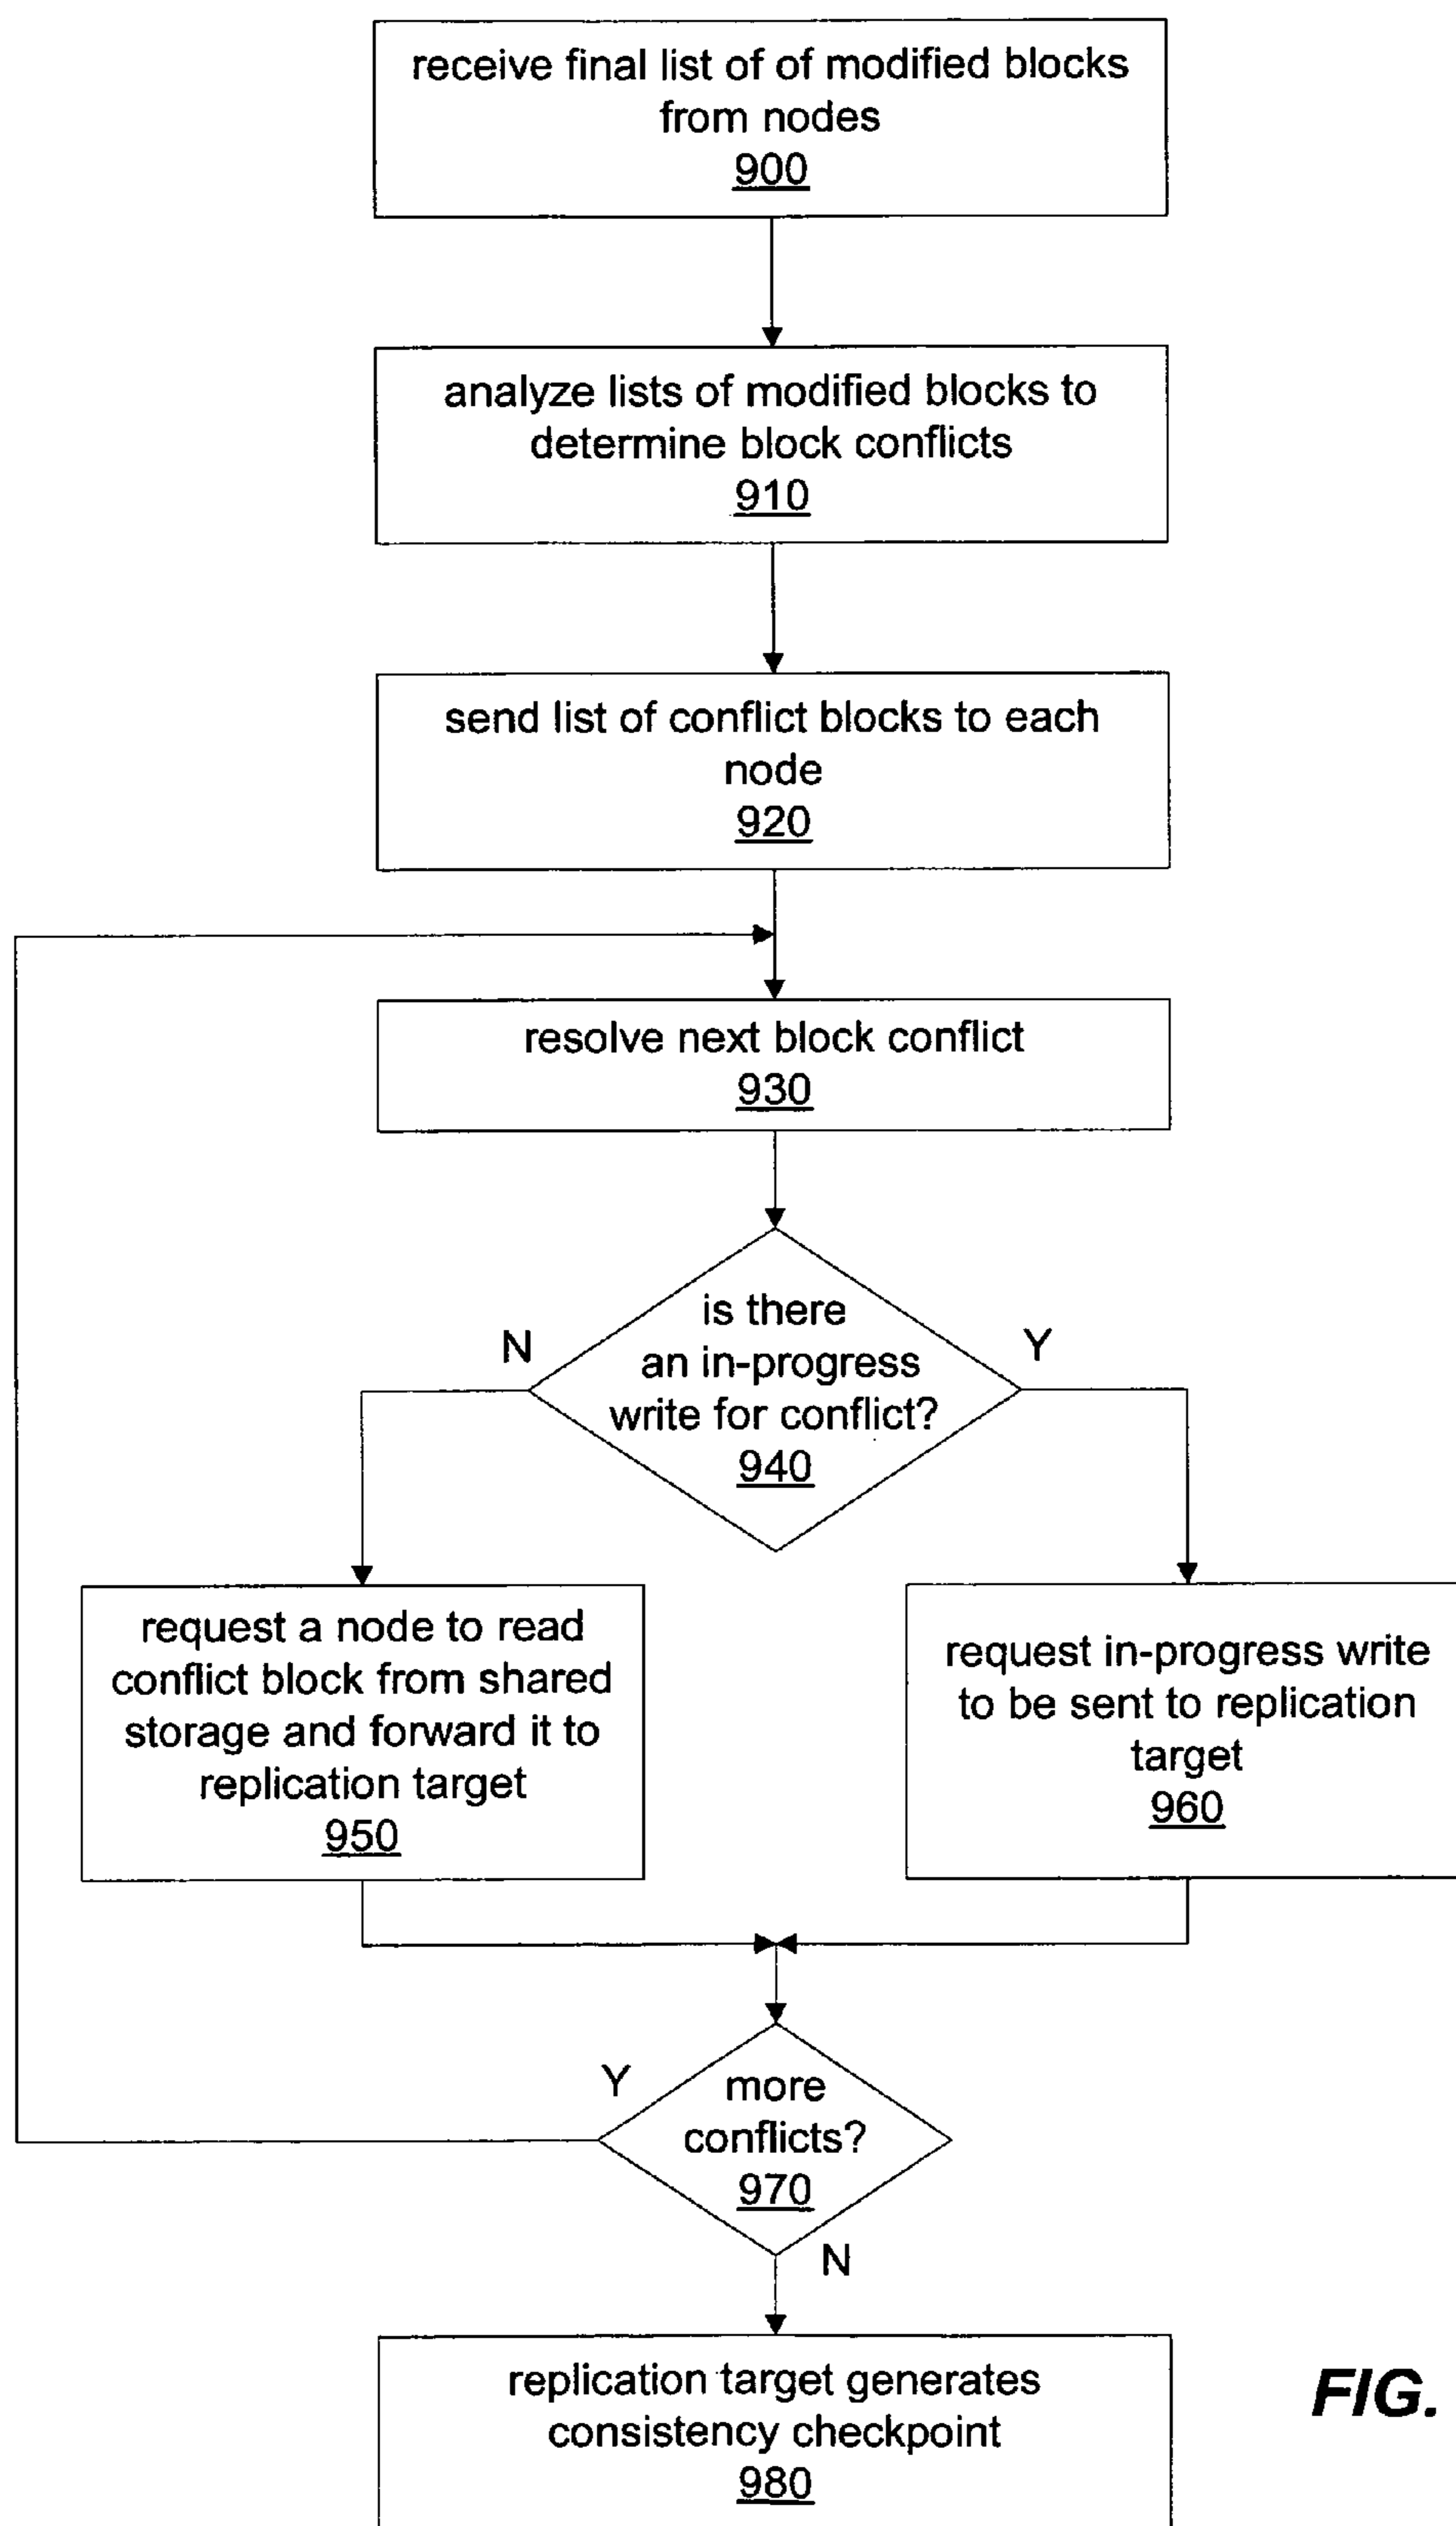 receive final list of of modified blocks
from nodes
900
analyze lists of modified blocks to
determine block conflicts
910
send list of conflict blocks to each
node
920
resolve next block conflict
930
is there
an in-progress
write for conflict?
940
N
Y
request a node to read
conflict block from shared
storage and forward it to
replication target
950
request in-progress write
to be sent to replication
target
960
more
conflicts?
970
Y
N
replication target generates
consistency checkpoint
980
FIG.